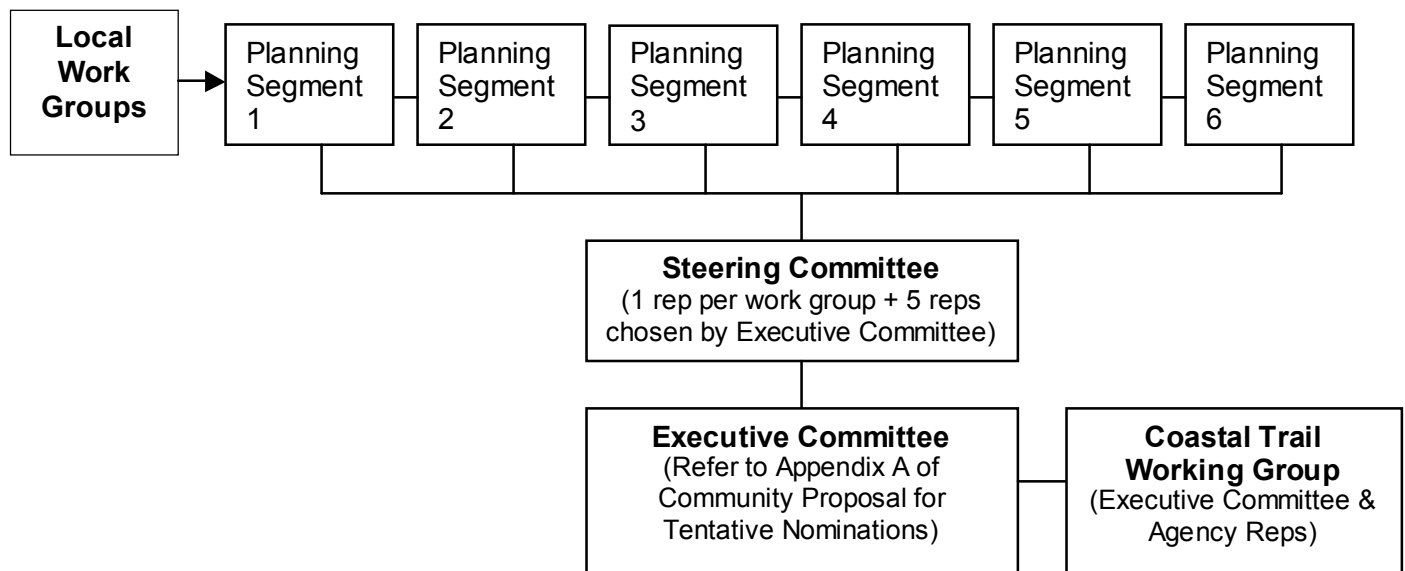 Local
Work
Groups
Planning
Segment
1
Planning
Segment
2
Planning
Segment
3
Planning
Segment
4
Planning
Segment
5
Planning
Segment
6
Steering Committee
(1 rep per work group + 5 reps
chosen by Executive Committee)
Executive Committee
(Refer to Appendix A of
Community Proposal for
Tentative Nominations)
Coastal Trail
Working Group
(Executive Committee &
Agency Reps)